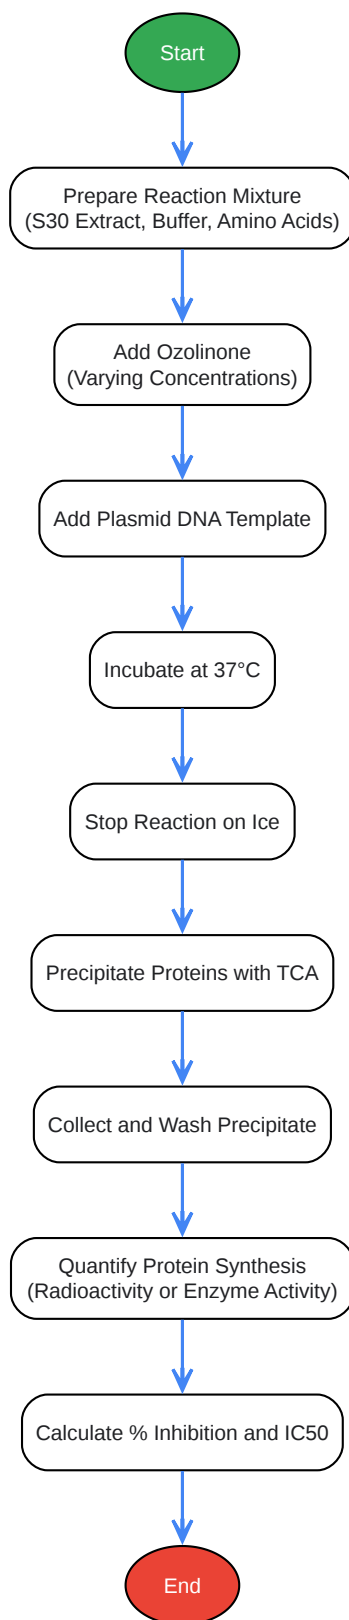 Start
Prepare Reaction Mixture
(S30 Extract, Buffer, Amino Acids)
Add Ozolinone
(Varying Concentrations)
Add Plasmid DNA Template
Incubate at 37°C
Stop Reaction on Ice
Precipitate Proteins with TCA
Collect and Wash Precipitate
Quantify Protein Synthesis
(Radioactivity or Enzyme Activity)
Calculate % Inhibition and IC50
End